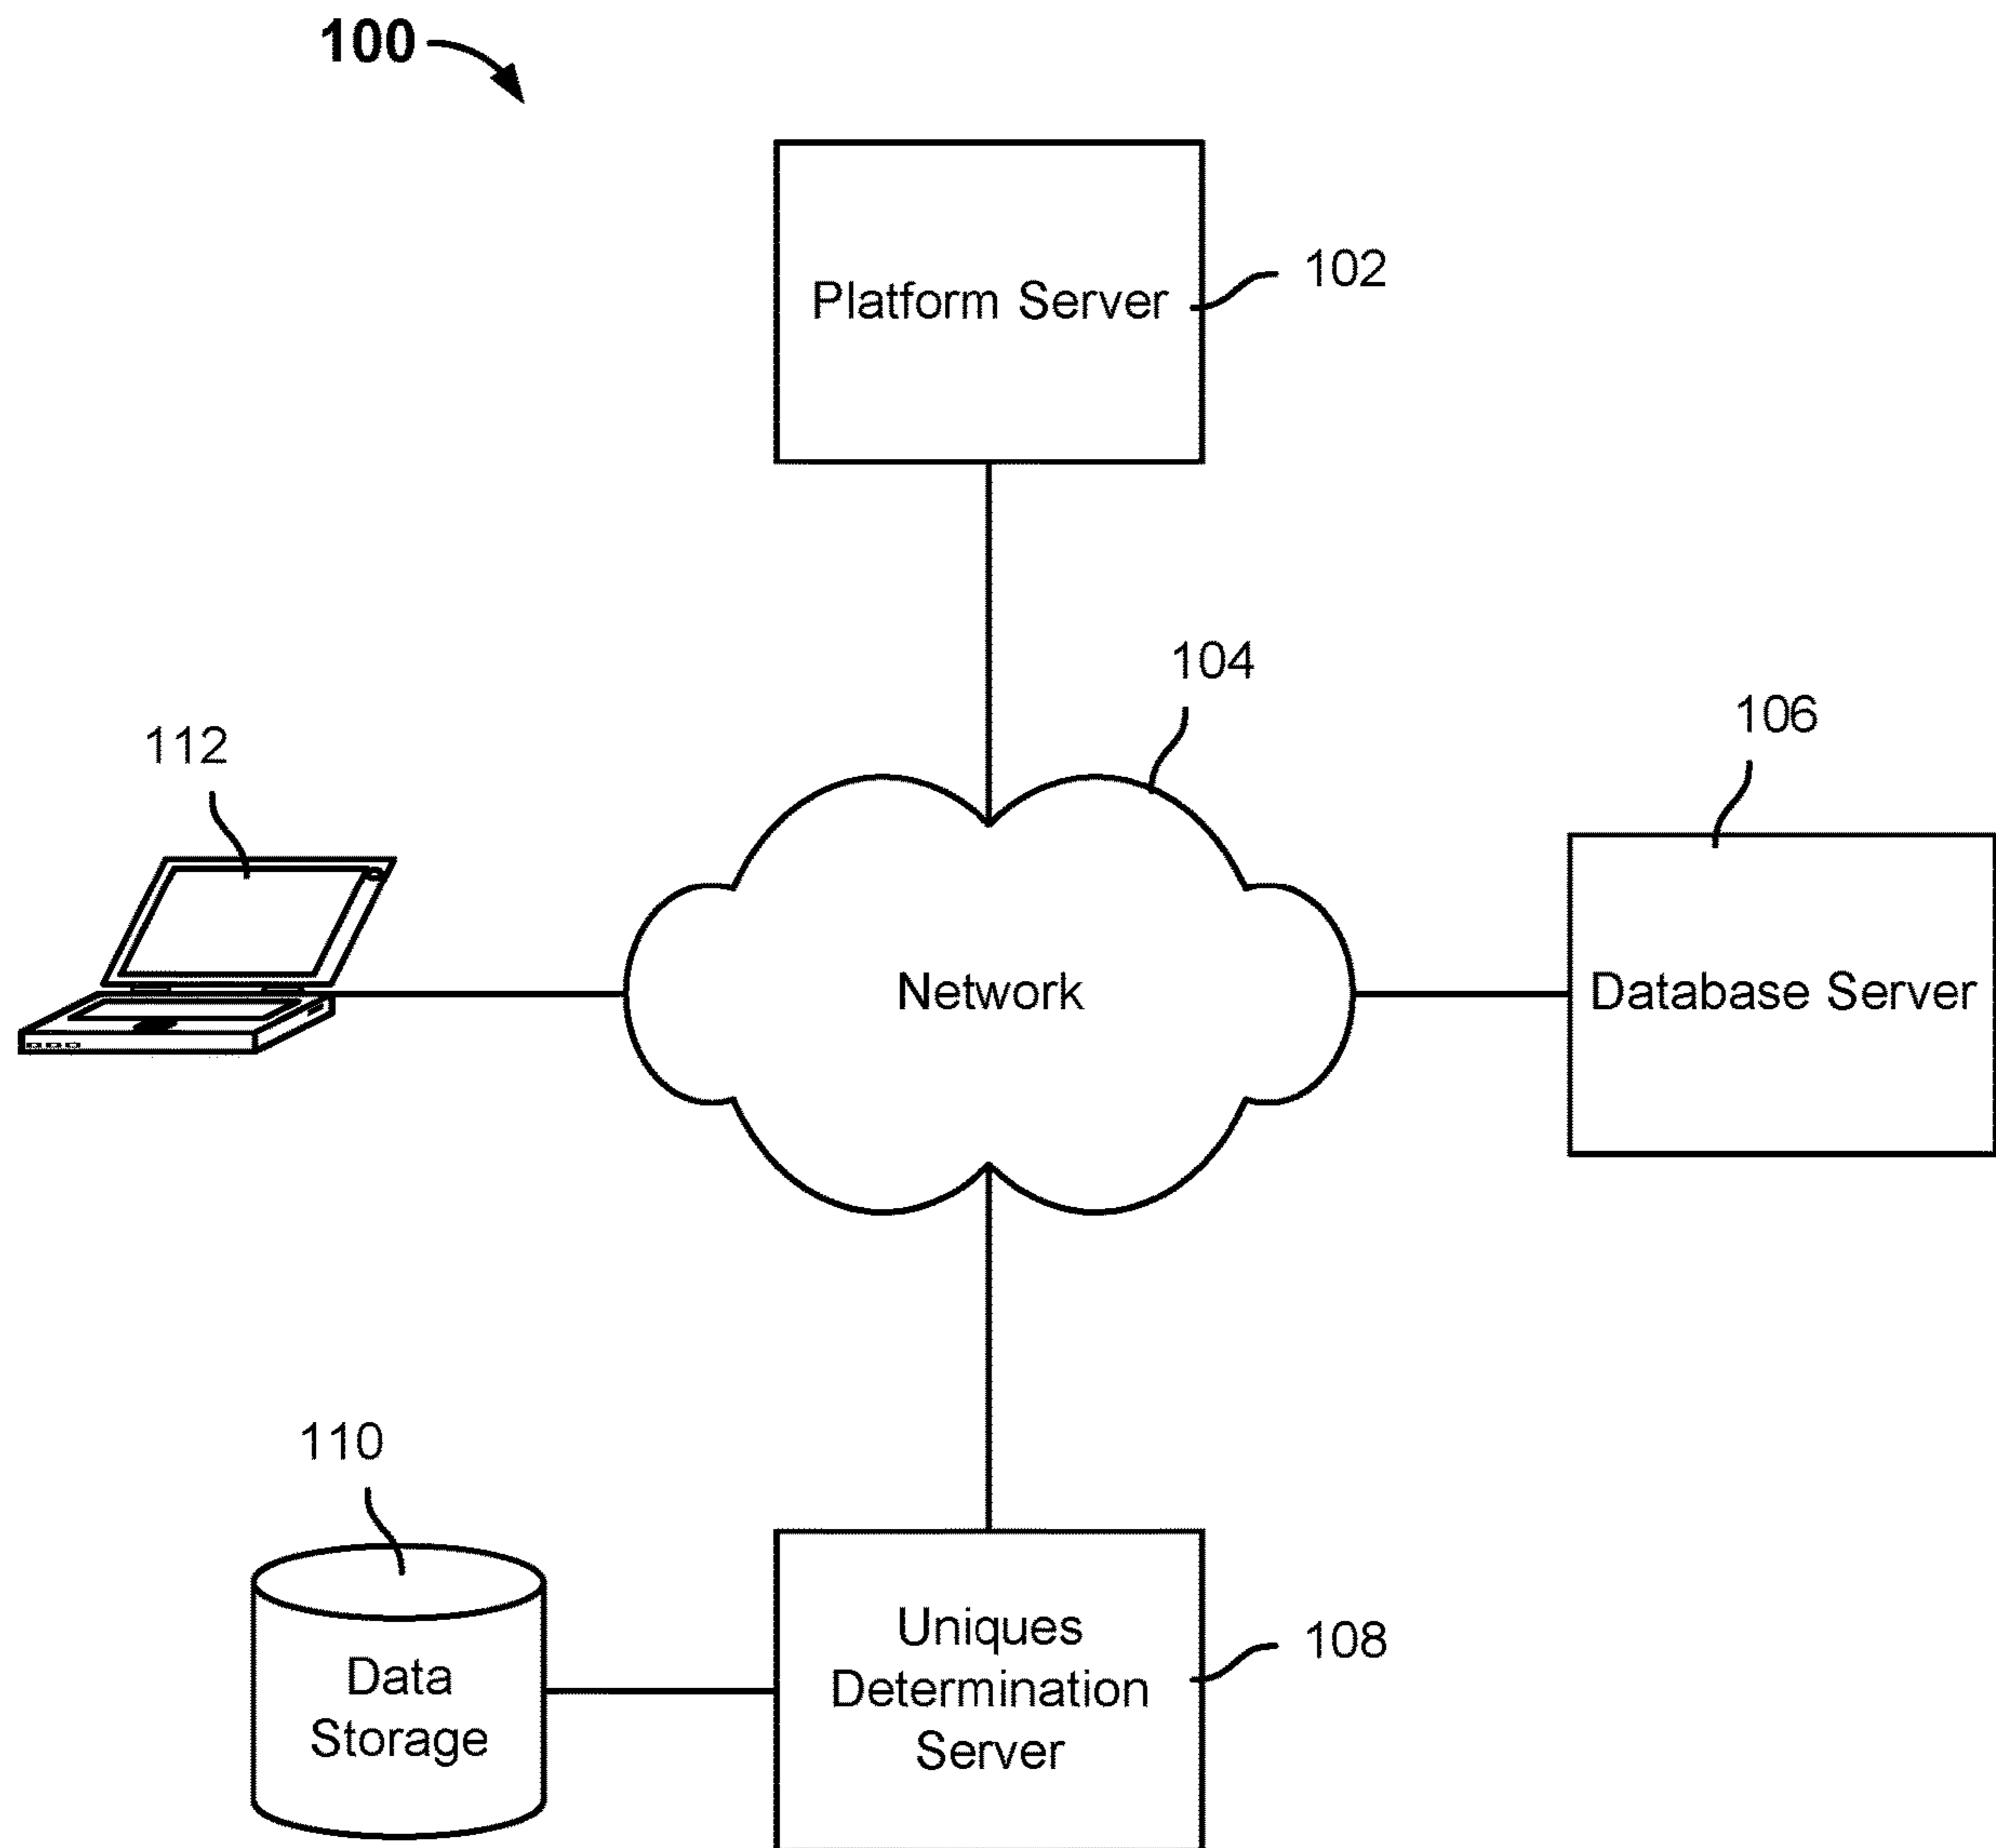 100
Platform Server
102
104
106
112
Network
Database Server
110
Uniques
Determination
Server
108
Data
Storage